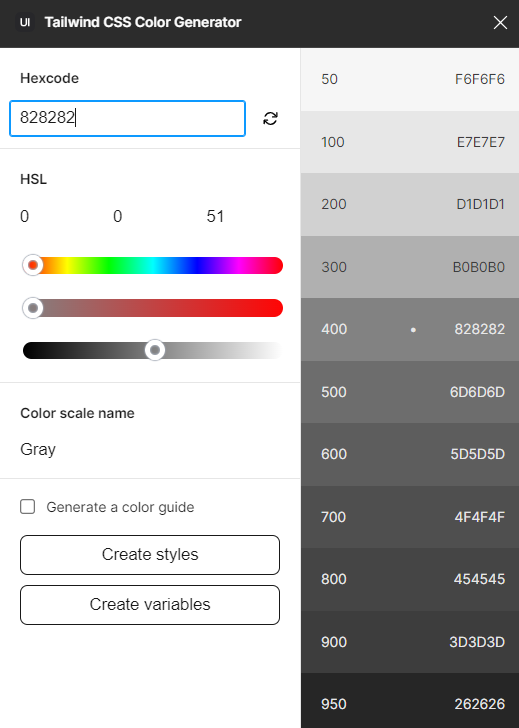 UI Tailwind CSS Color Generator
Hexcode
828282
HSL
0 0 51
Color scale name
Gray
Generate a color guide
Create styles
Create variables
50 F6F6F6
100 E7E7E7
200 D1D1D1
300 B0B0B0
400 828282
500 6D6D6D
600 5D5D5D
700 4F4F4F
800 454545
900 3D3D3D
950 262626